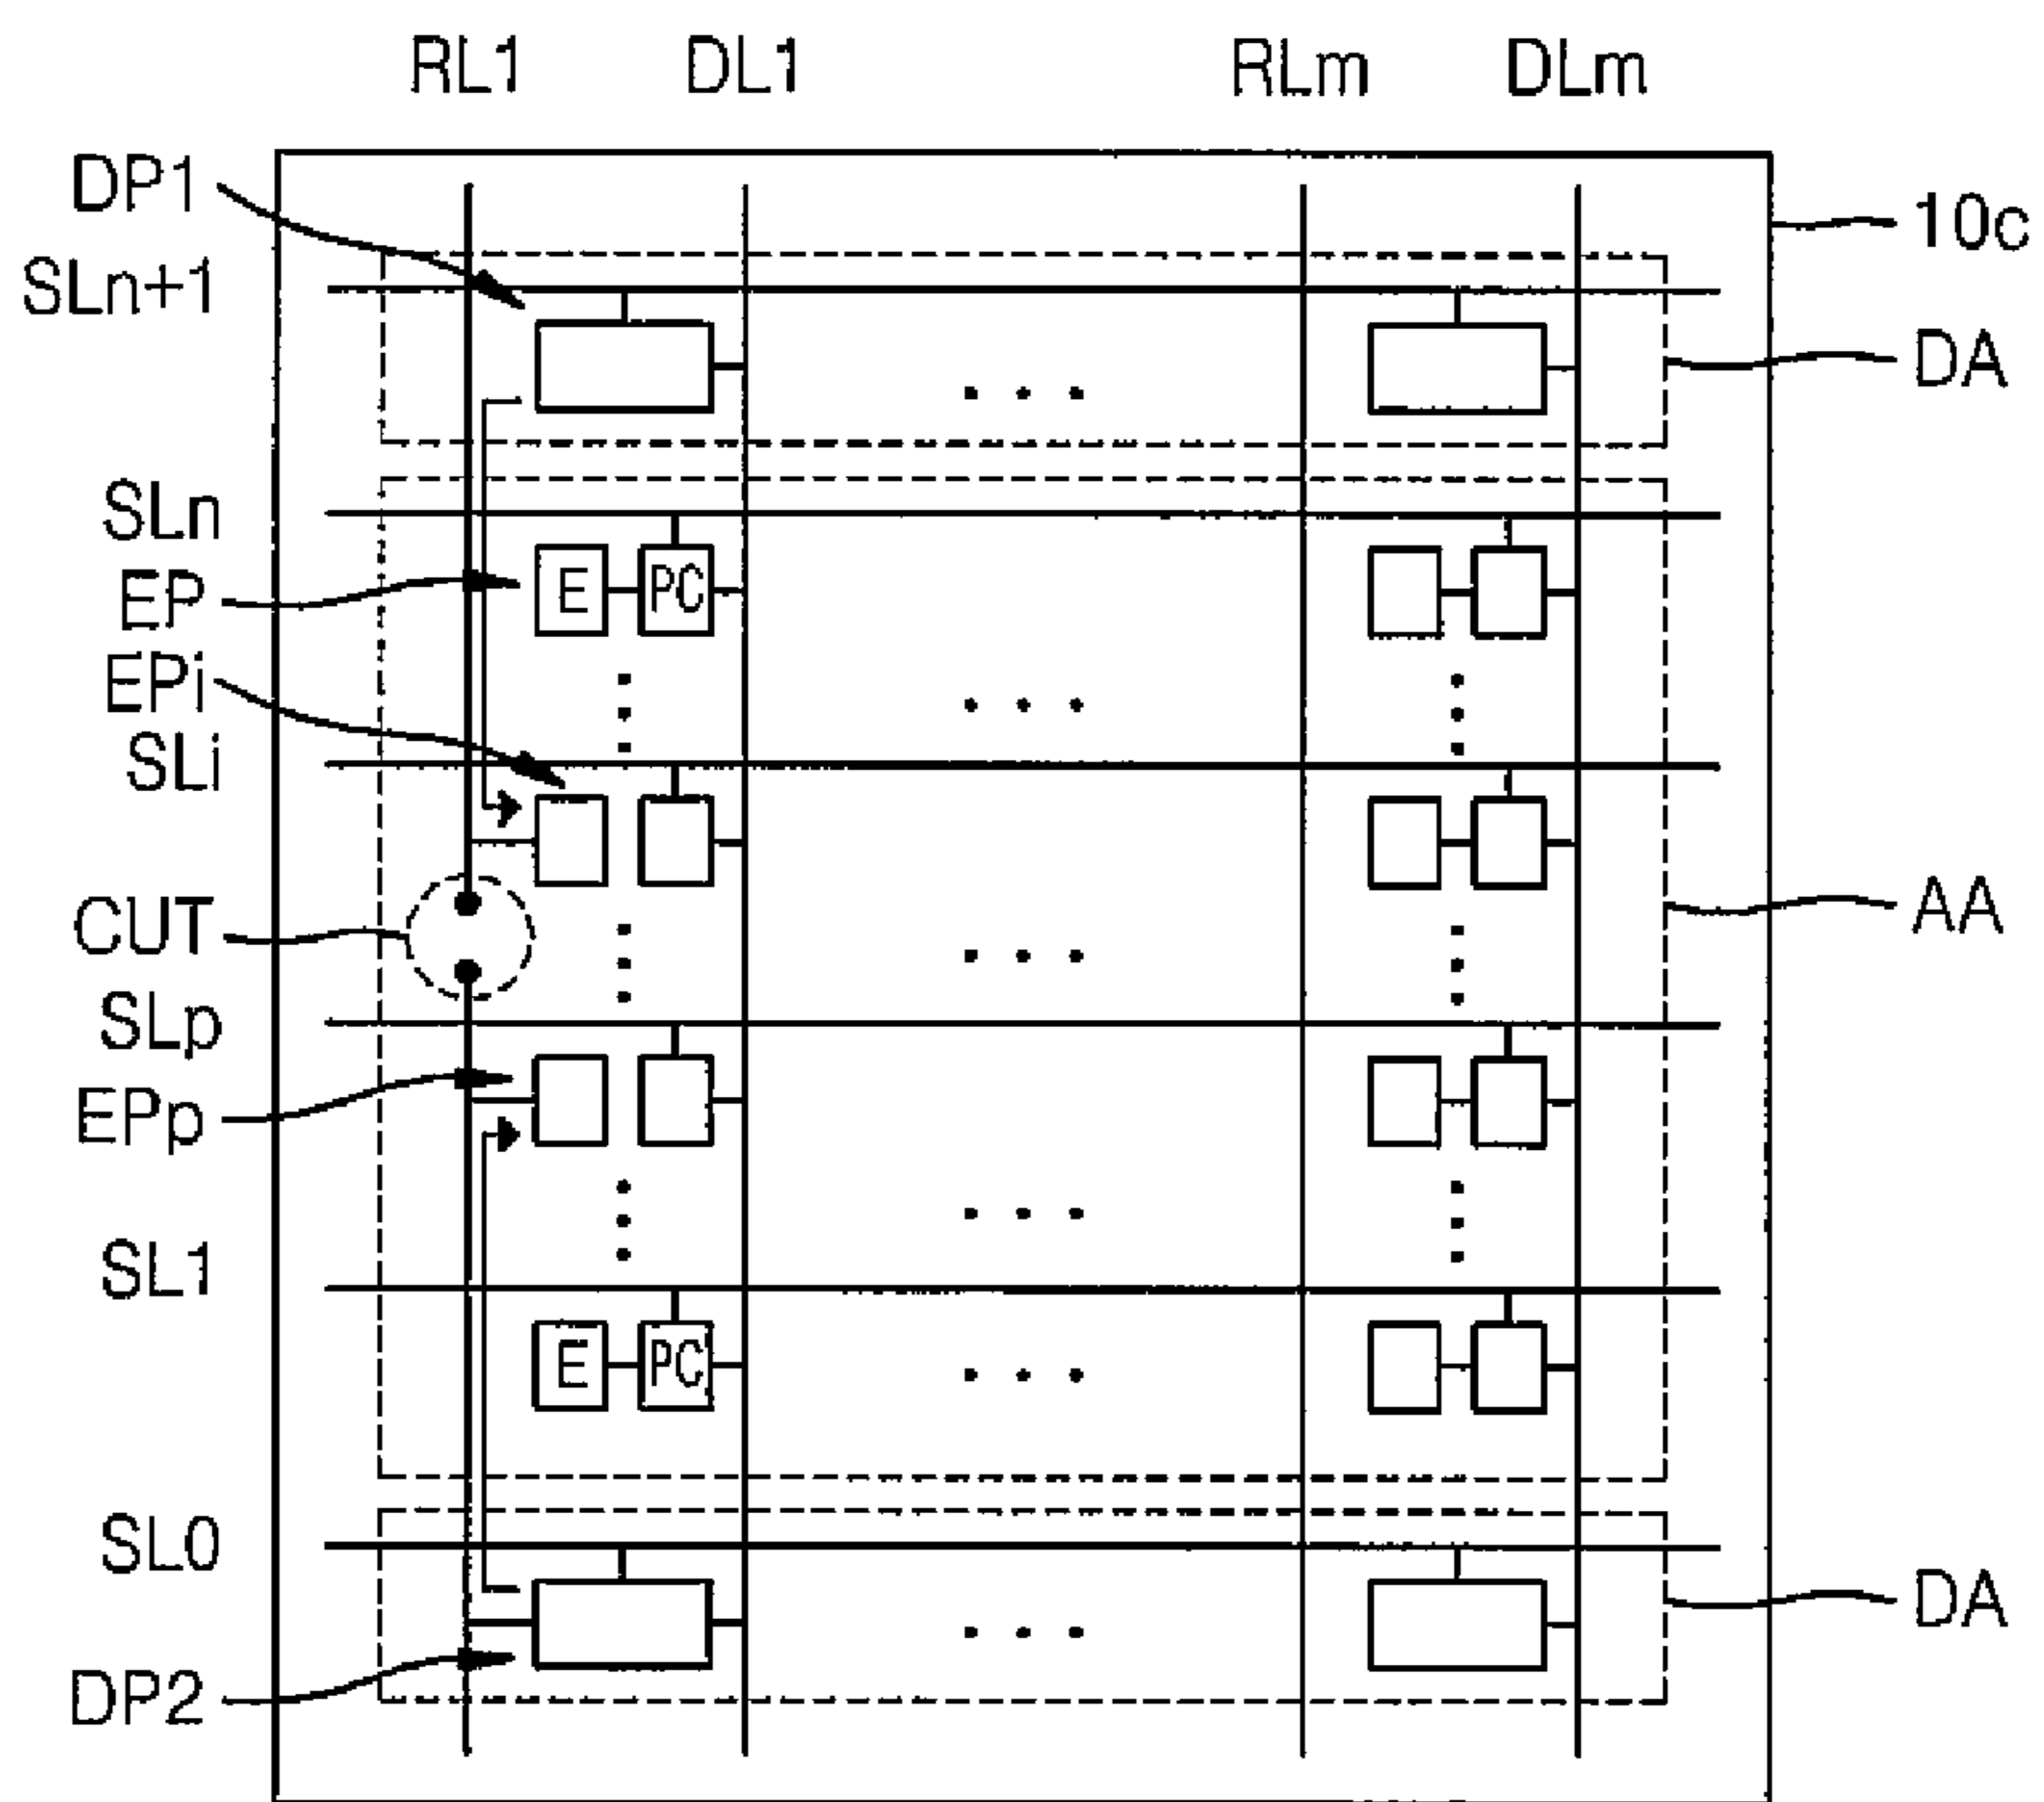 RL1 DL1 RLm DLm
DP1
10c
SLn+1
DA
SLn
EP E PC
EPi
SLi
CUT
AA
SLp
EPp
SL1
E PC
SL0
DA
DP2